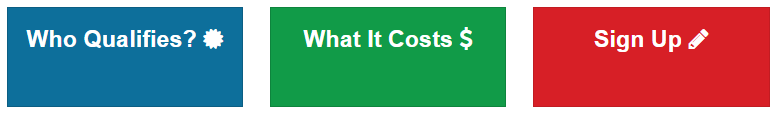 Who Qualifies?
What It Costs $
Sign Up